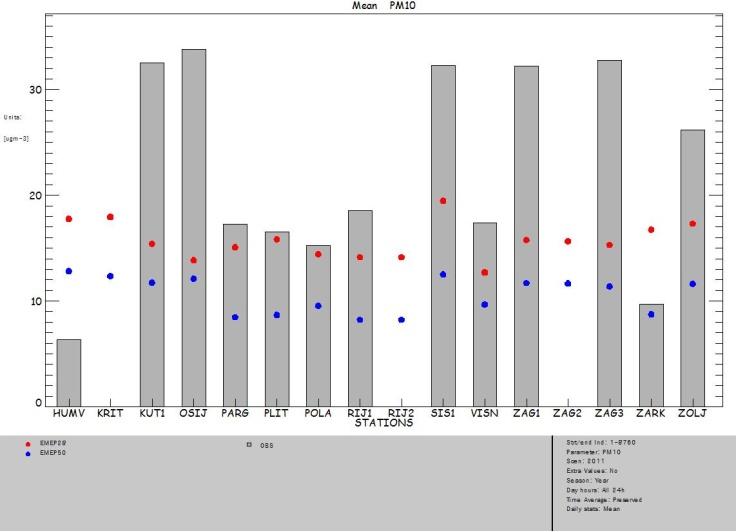 Mean PM10
30
Units:
[ugm-3]
20
10
0
HUMV KRIT KUT1 OSIJ PARG PLIT POLA RIJ1 RIJ2 SIS1 VISN ZAG1 ZAG2 ZAG3 ZARK ZOLJ
STATIONS
EMEP28
EMEP50
OBS
Strt/end ind: 1-8760
Parameter: PM10
Scen: 2011
Extra Values: No
Season: Year
Day hours: All 24h
Time Average: Preserved
Daily stats: Mean